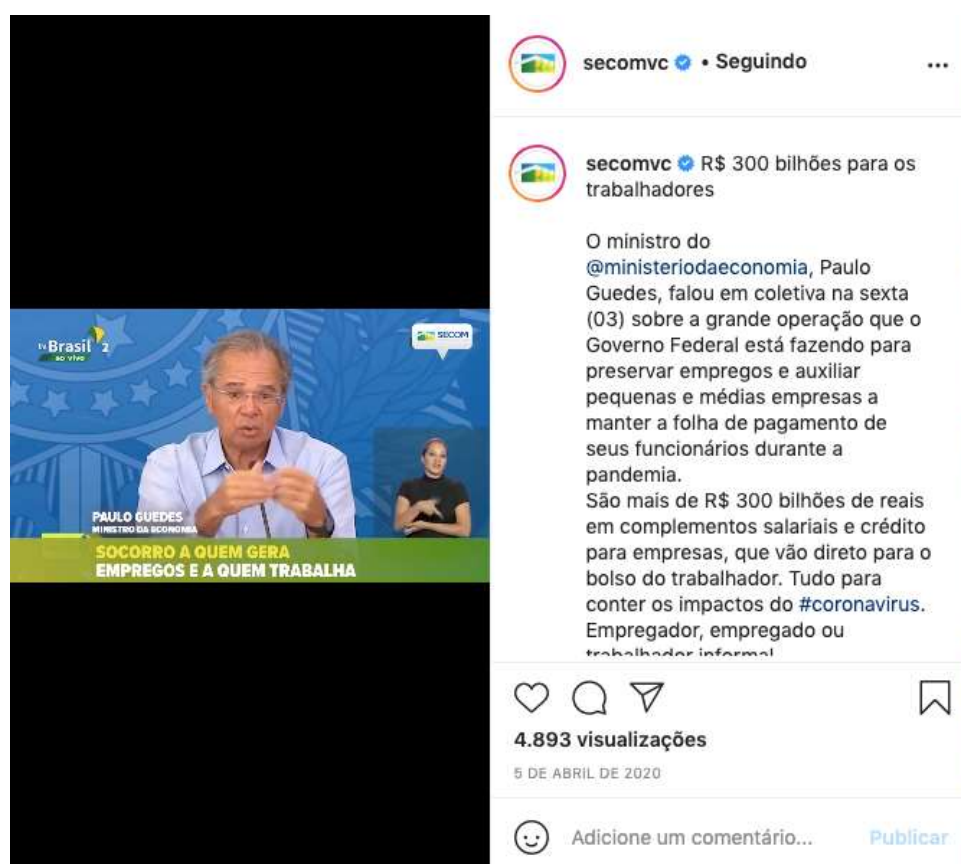 secomvc • Seguindo
secomvc R$ 300 bilhões para os
trabalhadores
O ministro do
@ministeriodaeconomia, Paulo
Guedes, falou em coletiva na sexta
(03) sobre a grande operação que o
Governo Federal está fazendo para
preservar empregos e auxiliar
pequenas e médias empresas a
manter a folha de pagamento de
seus funcionários durante a
pandemia.
São mais de R$ 300 bilhões de reais
em complementos salariais e crédito
para empresas, que vão direto para o
bolso do trabalhador. Tudo para
conter os impactos do #coronavirus.
Empregador, empregado ou
trabalhador informal
4.893 visualizações
5 DE ABRIL DE 2020
Adicione um comentário... Publicar
tv Brasil 2
ao vivo
SECOM
PAULO GUEDES
MINISTRO DA ECONOMIA
SOCORRO A QUEM GERA
EMPREGOS E A QUEM TRABALHA